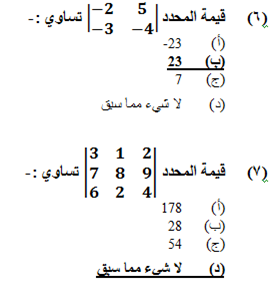 (٦) قيمة المحدد |−2 5| تساوي :-
|−3 −4|
(أ) 23-
(ب) 23
(ج) 7
(د) لا شيء مما سبق
(٧) قيمة المحدد |3 1 2|
|7 8 9| تساوي :-
|6 2 4|
(أ) 178
(ب) 28
(ج) 54
(د) لا شيء مما سبق